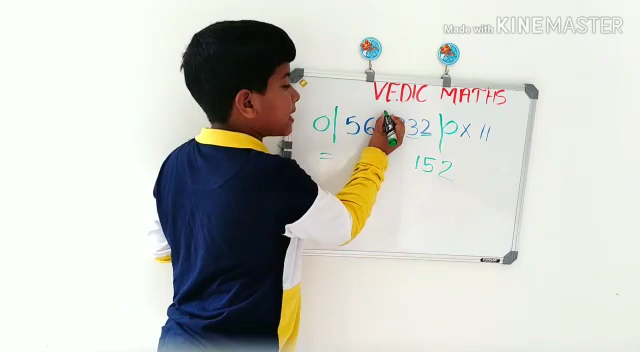 Made with KINEMASTER
VEDIC MATHS
0| 56 32 |0 x 11
= 152